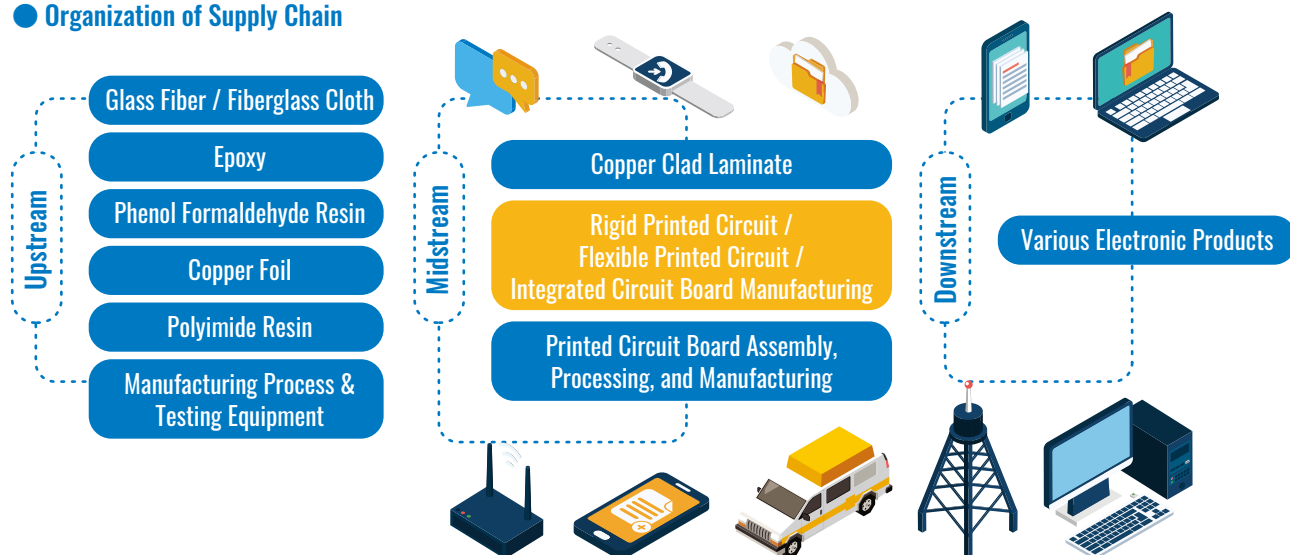 Organization of Supply Chain
Upstream
Glass Fiber / Fiberglass Cloth
Epoxy
Phenol Formaldehyde Resin
Copper Foil
Polyimide Resin
Manufacturing Process &
Testing Equipment
Midstream
Copper Clad Laminate
Rigid Printed Circuit /
Flexible Printed Circuit /
Integrated Circuit Board Manufacturing
Printed Circuit Board Assembly,
Processing, and Manufacturing
Downstream
Various Electronic Products